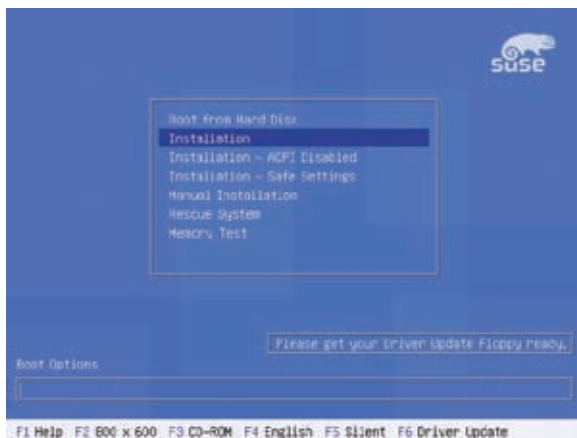 suse
Boot from Hard Disc
Installation
Installation - ACPI Disabled
Installation - Safe Settings
Manual Installation
Rescue System
Memory Test
Please get your Driver Update Floppy ready.
Boot Options
F1 Help F2 800 x 600 F3 CD-ROM F4 English F5 Silent F6 Driver Update